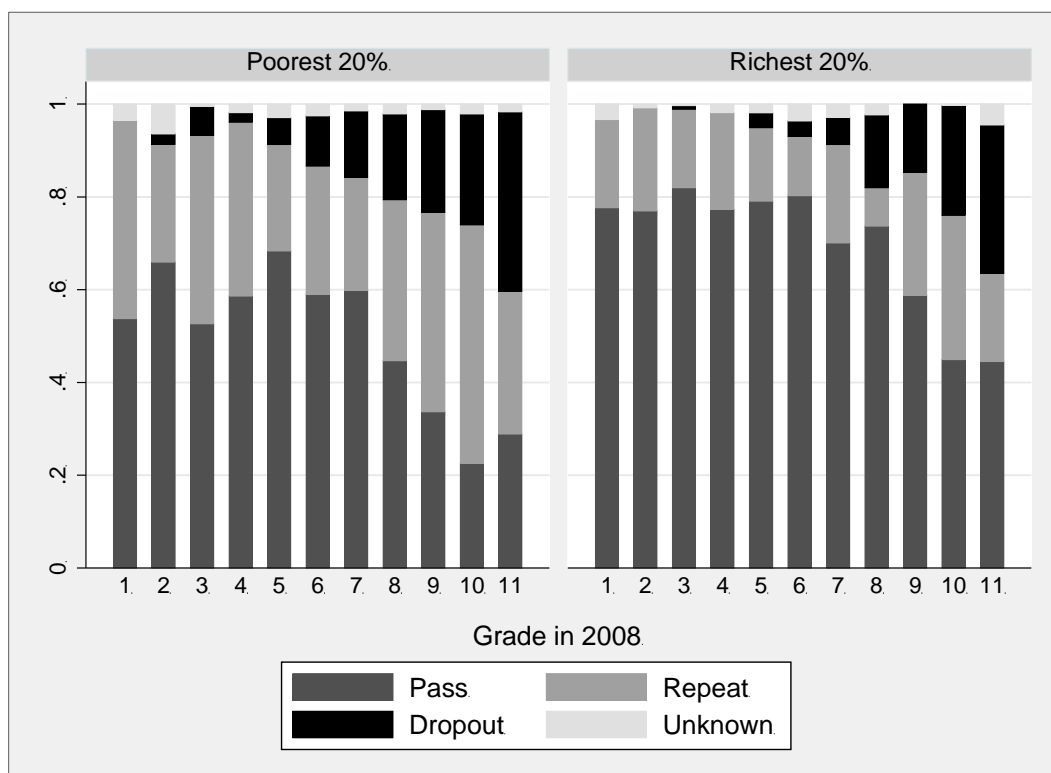 Poorest 20%.
Richest 20%.
1.
.8.
.6.
.4.
.2.
0.
1. 2. 3. 4. 5. 6. 7. 8. 9. 10. 11
1. 2. 3. 4. 5. 6. 7. 8. 9. 10. 11
Grade in 2008.
Pass. Repeat.
Dropout. Unknown.